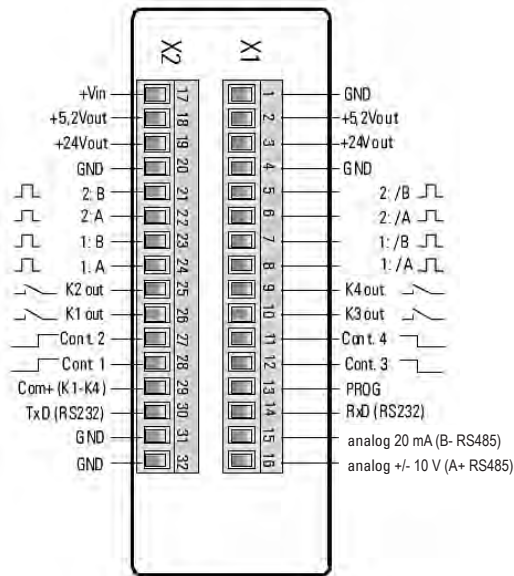 X2 X1
+Vin 17 1 GND
+5,2Vout 18 2 +5,2Vout
+24Vout 19 3 +24Vout
GND 20 4 GND
2: B 21 5 2: /B
2: A 22 6 2: /A
1: B 23 7 1: /B
1: A 24 8 1: /A
K2 out 25 9 K4 out
K1 out 26 10 K3 out
Cont. 2 27 11 Cont. 4
Cont 1 28 12 Cont. 3
Com+ (K1-K4) 29 13 PROG
TxD (RS232) 30 14 RxD (RS232)
GND 31 15 analog 20 mA (B- RS485)
GND 32 16 analog +/- 10 V (A+ RS485)